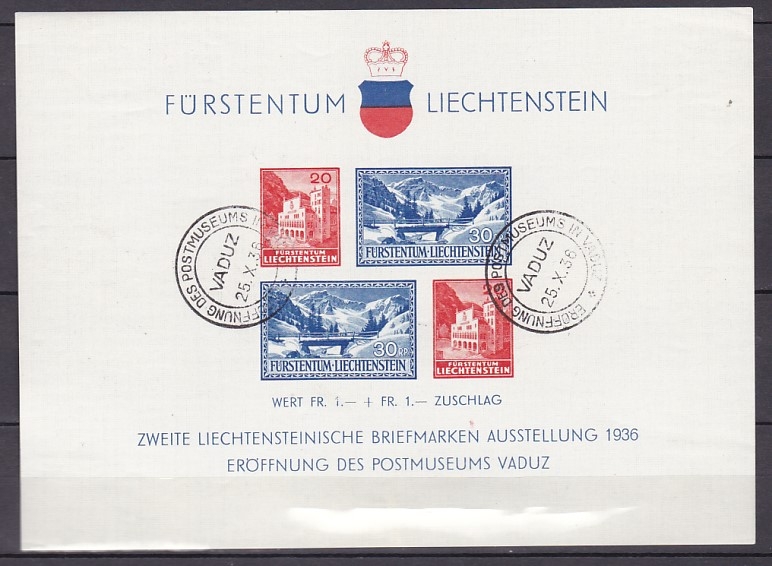 FÜRSTENTUM LIECHTENSTEIN
20
FÜRSTENTUM
LIECHTENSTEIN
30
FÜRSTENTUM·LIECHTENSTEIN
ERÖFFNUNG DES POSTMUSEUMS IN
VADUZ
25.X.36
ERÖFFNUNG DES POSTMUSEUMS IN VADUZ
VADUZ
25.X.36
30 RP.
FÜRSTENTUM·LIECHTENSTEIN
FÜRSTENTUM
LIECHTENSTEIN
WERT FR. 1.— + FR. 1.— ZUSCHLAG
ZWEITE LIECHTENSTEINISCHE BRIEFMARKEN AUSSTELLUNG 1936
ERÖFFNUNG DES POSTMUSEUMS VADUZ